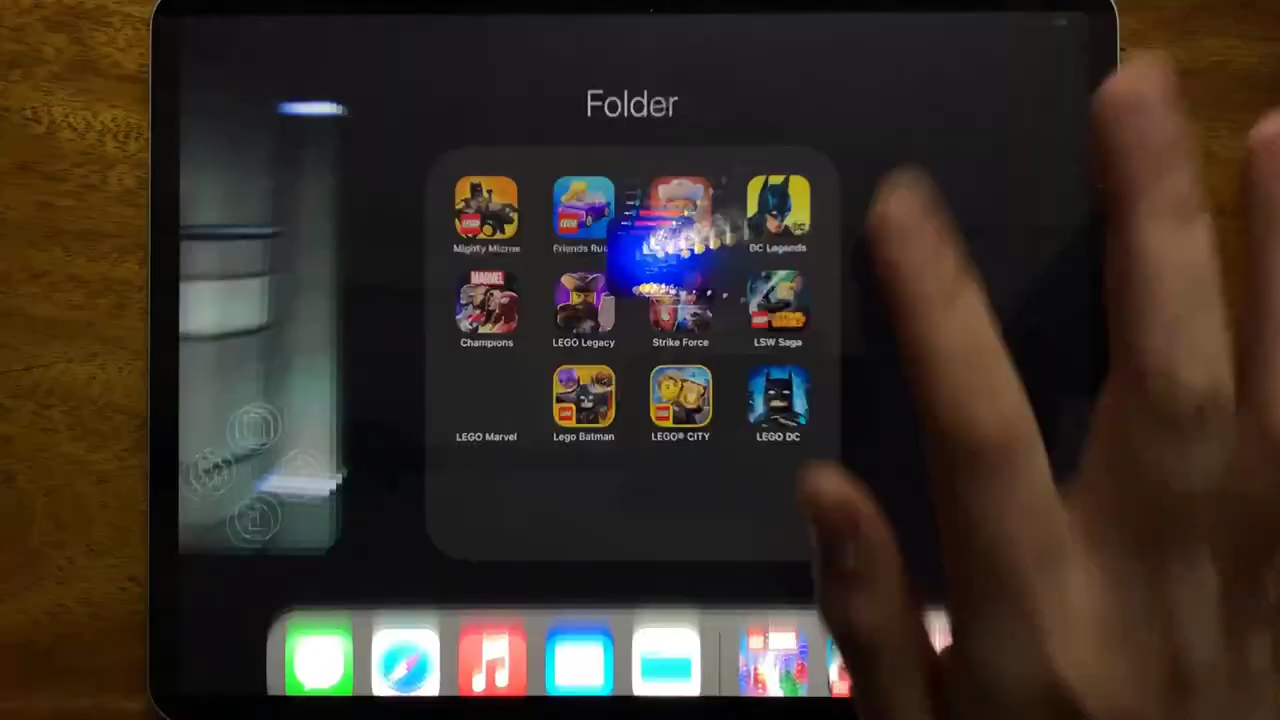 Folder
Mighty Micros
Friends
DC Legends
MARVEL
Champions
LEGO Legacy
Strike Force
LSW Saga
LEGO Marvel
Lego Batman
LEGO® CITY
LEGO DC